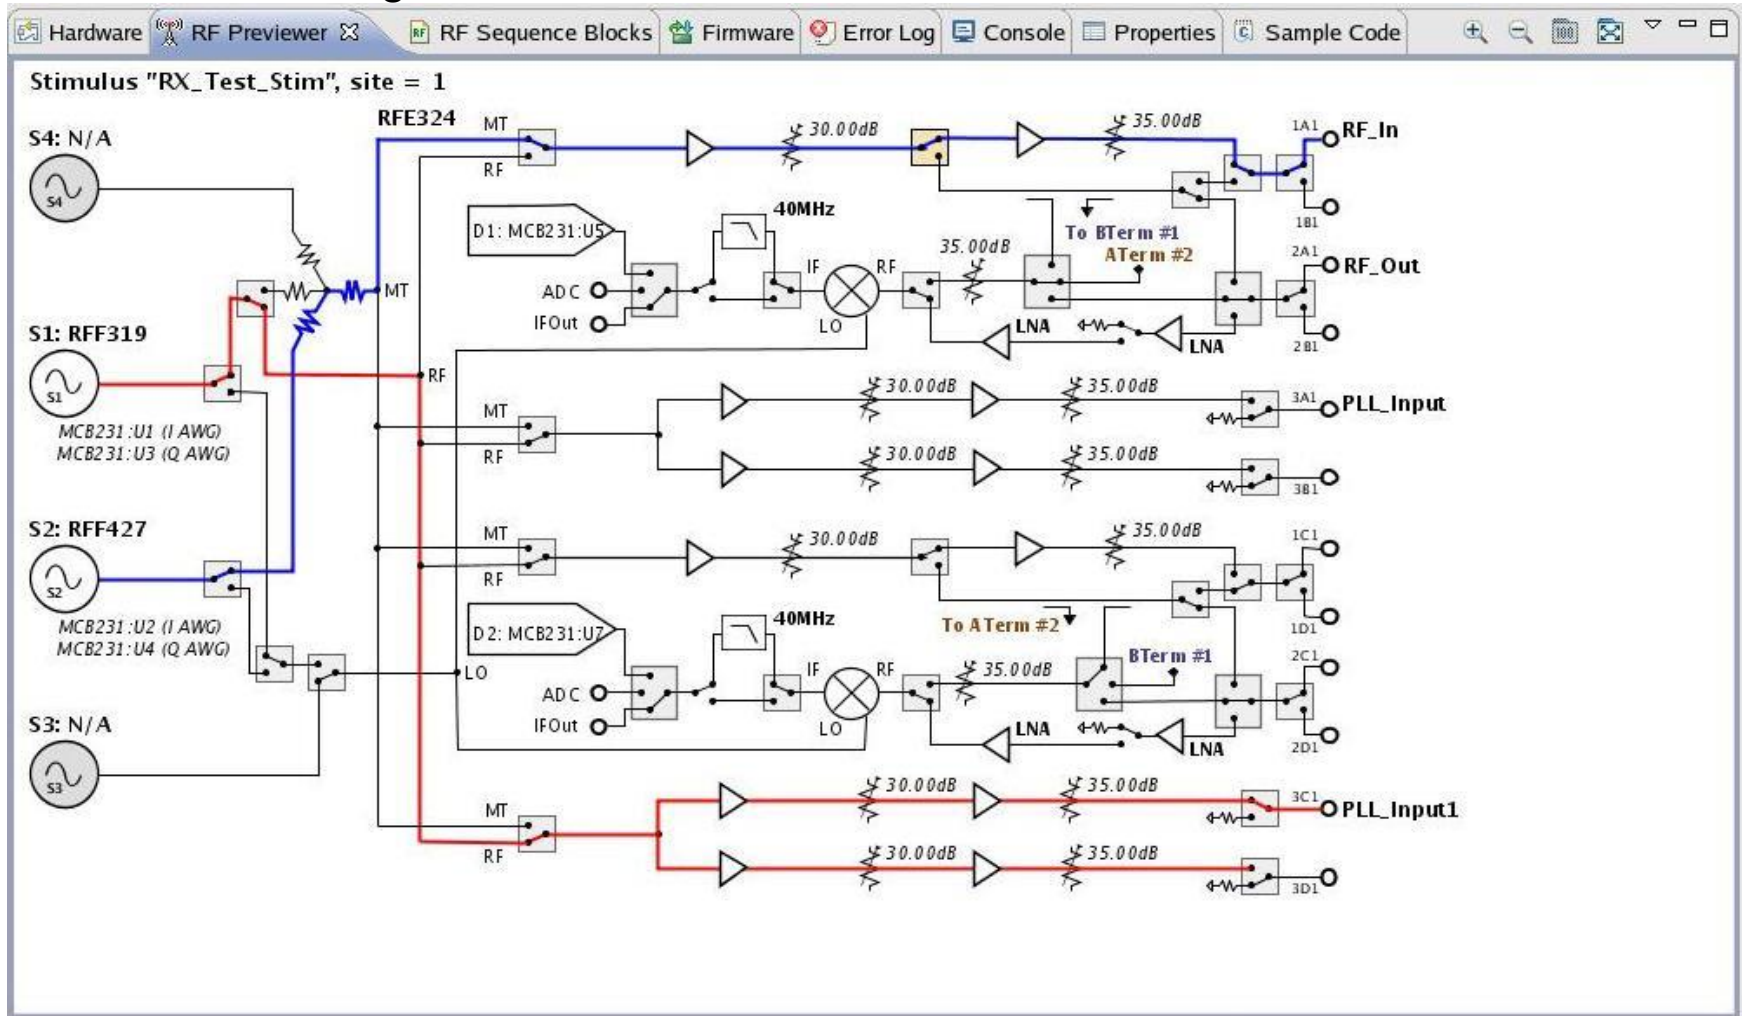 Hardware RF Previewer RF Sequence Blocks Firmware Error Log Console Properties Sample Code
Stimulus "RX_Test_Stim", site = 1
RFE324
S4: N/A
S4
MT
RF
30.00dB
35.00dB
1A1
RF_In
1B1
D1: MCB231:U5
40MHz
To BTerm #1
ATerm #2
35.00dB
2A1
RF_Out
ADC
IFOut
IF
RF
LO
LNA
LNA
2B1
MT
S1: RFF319
S1
MCB231:U1 (I AWG)
MCB231:U3 (Q AWG)
RF
MT
RF
30.00dB
35.00dB
3A1
PLL_Input
30.00dB
35.00dB
3B1
S2: RFF427
S2
MCB231:U2 (I AWG)
MCB231:U4 (Q AWG)
MT
RF
30.00dB
35.00dB
1C1
1D1
D2: MCB231:U7
40MHz
To ATerm #2
BTerm #1
35.00dB
2C1
LO
ADC
IFOut
IF
RF
LO
LNA
LNA
2D1
S3: N/A
S3
MT
RF
30.00dB
35.00dB
3C1
PLL_Input1
30.00dB
35.00dB
3D1